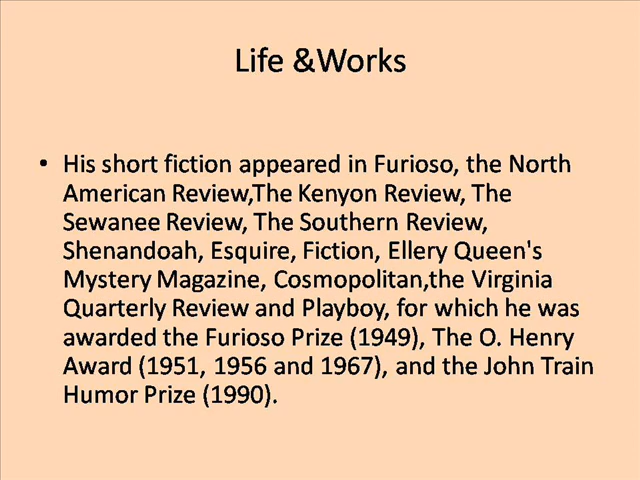 Life &Works
• His short fiction appeared in Furioso, the North
American Review,The Kenyon Review, The
Sewanee Review, The Southern Review,
Shenandoah, Esquire, Fiction, Ellery Queen's
Mystery Magazine, Cosmopolitan,the Virginia
Quarterly Review and Playboy, for which he was
awarded the Furioso Prize (1949), The O. Henry
Award (1951, 1956 and 1967), and the John Train
Humor Prize (1990).